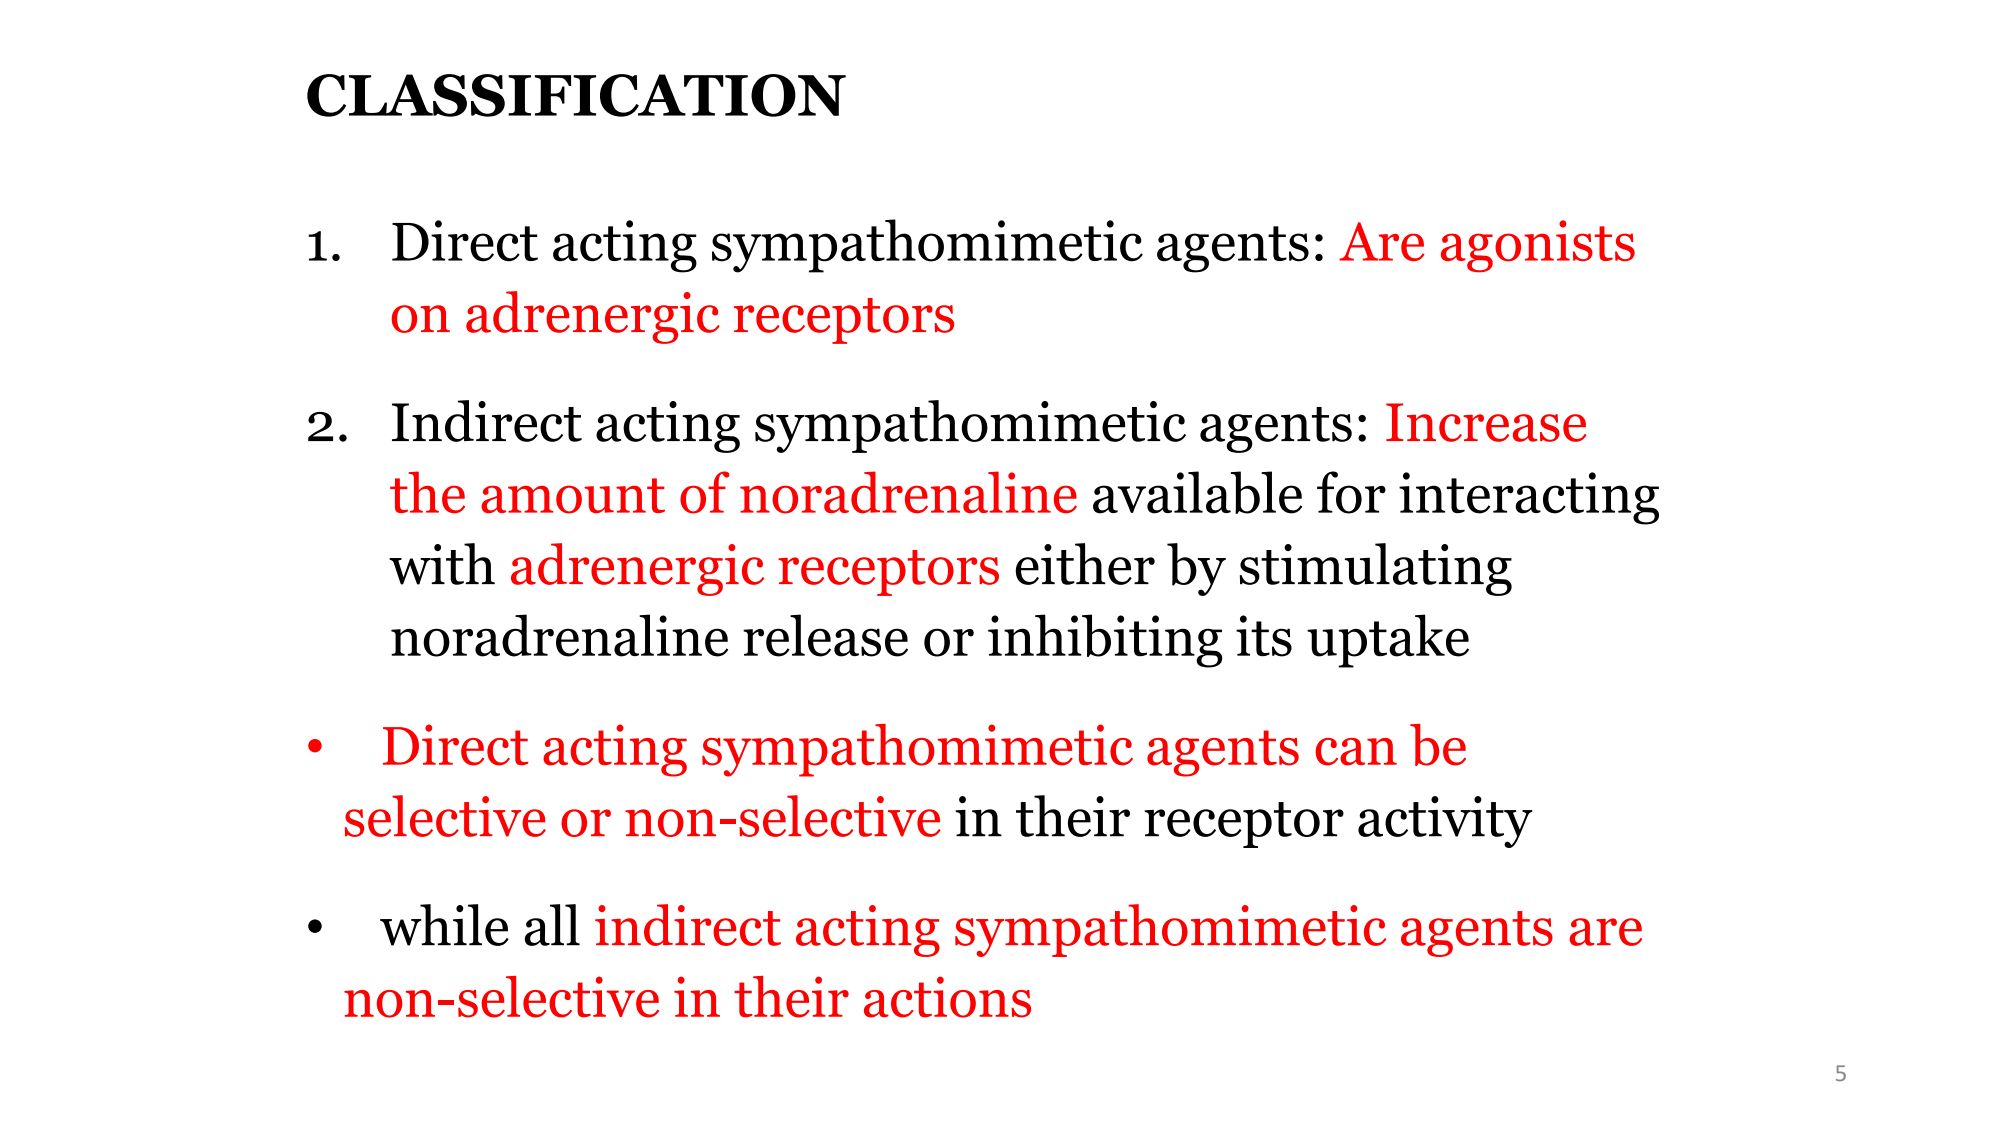 CLASSIFICATION
1. Direct acting sympathomimetic agents: Are agonists
on adrenergic receptors
2. Indirect acting sympathomimetic agents: Increase
the amount of noradrenaline available for interacting
with adrenergic receptors either by stimulating
noradrenaline release or inhibiting its uptake
• Direct acting sympathomimetic agents can be
selective or non-selective in their receptor activity
• while all indirect acting sympathomimetic agents are
non-selective in their actions
5